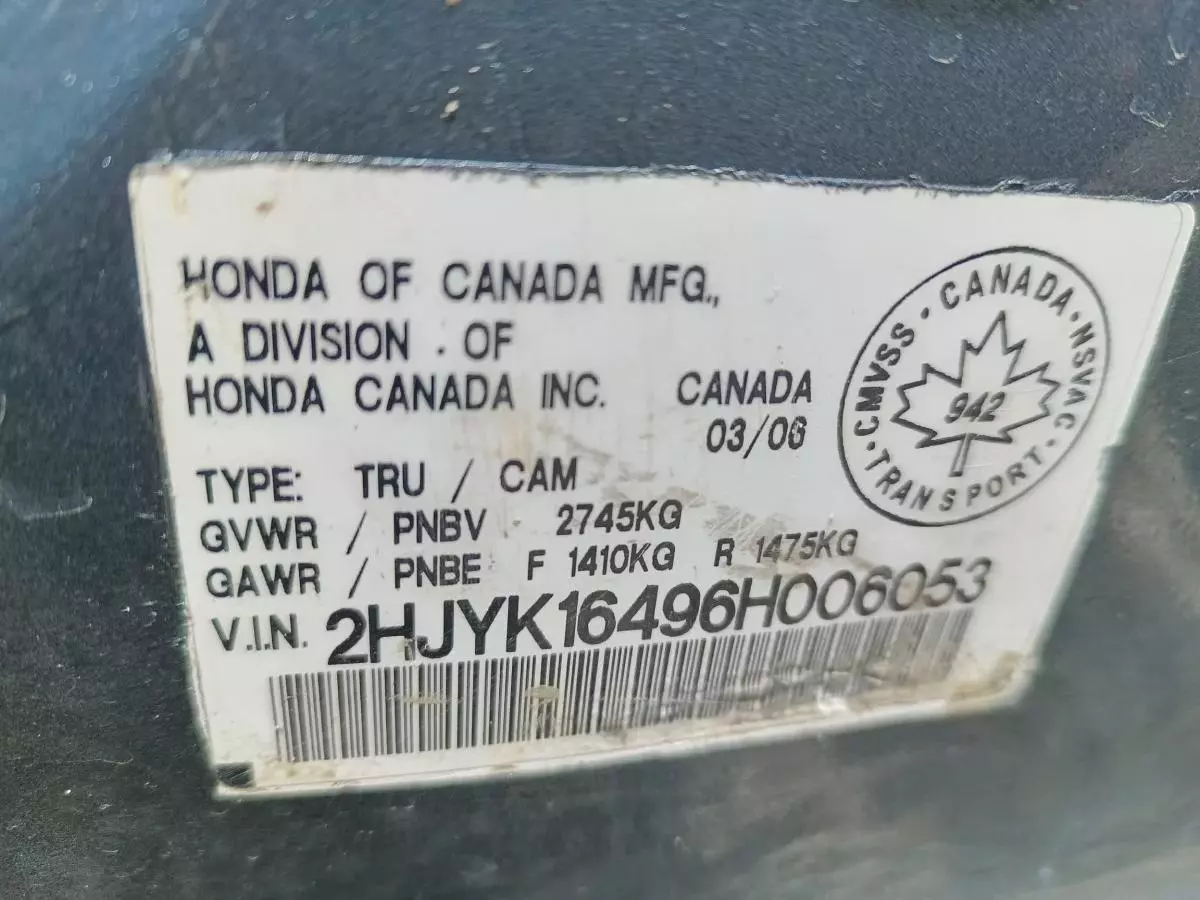 HONDA OF CANADA MFG.,
A DIVISION . OF
HONDA CANADA INC. CANADA
03/06
TYPE: TRU / CAM
GVWR / PNBV 2745KG
GAWR / PNBE F 1410KG R 1475KG
V.I.N. 2HJYK16496H006053
· CANADA ·
CMVSS · NSVAC ·
942
· TRANSPORT ·